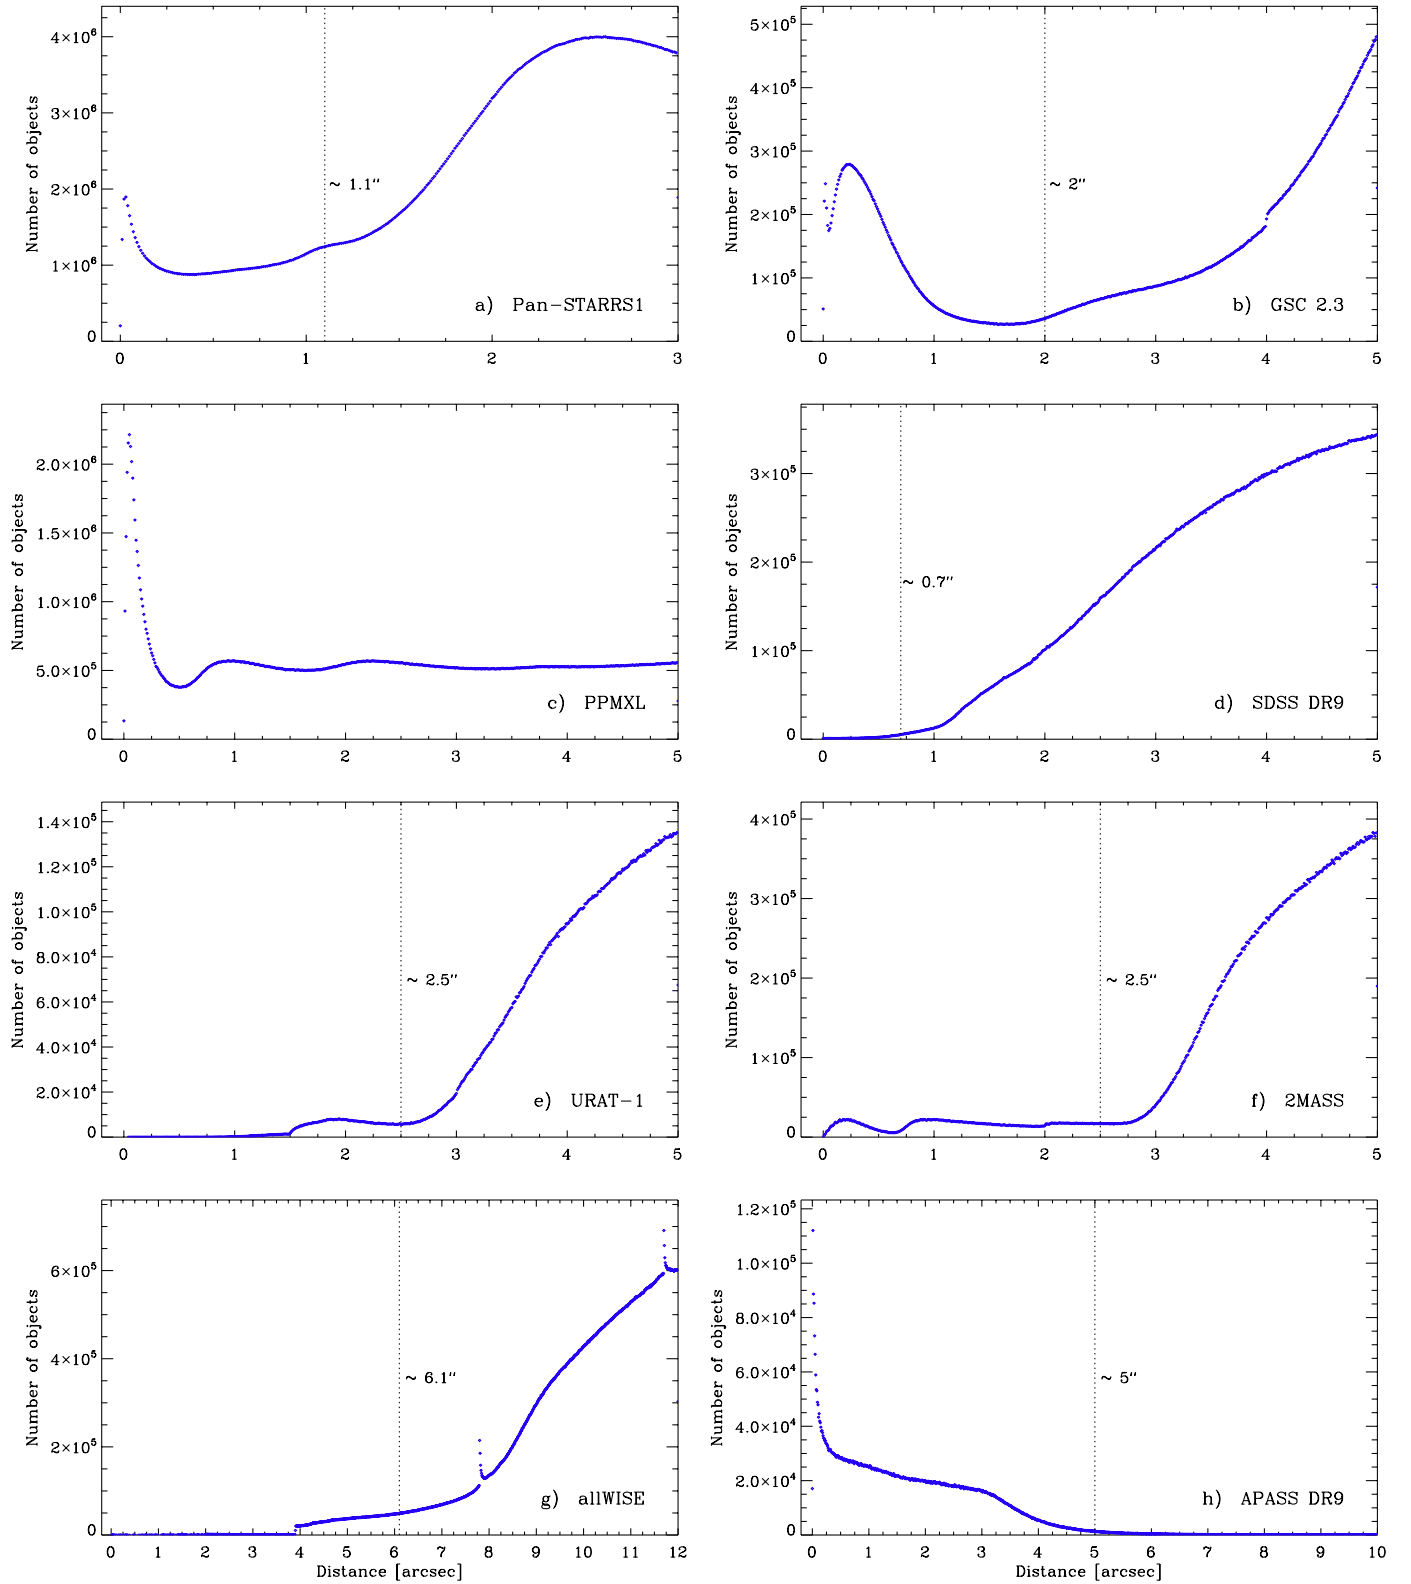 4×10⁶
3×10⁶
2×10⁶
1×10⁶
0
Number of objects
~ 1.1"
a) Pan-STARRS1
0 1 2 3
5×10⁵
4×10⁵
3×10⁵
2×10⁵
1×10⁵
0
Number of objects
~ 2"
b) GSC 2.3
0 1 2 3 4 5
2.0×10⁶
1.5×10⁶
1.0×10⁶
5.0×10⁵
0
Number of objects
c) PPMXL
0 1 2 3 4 5
3×10⁵
2×10⁵
1×10⁵
0
Number of objects
~ 0.7"
d) SDSS DR9
0 1 2 3 4 5
1.4×10⁵
1.2×10⁵
1.0×10⁵
8.0×10⁴
6.0×10⁴
4.0×10⁴
2.0×10⁴
0
Number of objects
~ 2.5"
e) URAT-1
0 1 2 3 4 5
4×10⁵
3×10⁵
2×10⁵
1×10⁵
0
Number of objects
~ 2.5"
f) 2MASS
0 1 2 3 4 5
6×10⁵
4×10⁵
2×10⁵
0
Number of objects
~ 6.1"
g) allWISE
0 1 2 3 4 5 6 7 8 9 10 11 12
Distance [arcsec]
1.2×10⁵
1.0×10⁵
8.0×10⁴
6.0×10⁴
4.0×10⁴
2.0×10⁴
0
Number of objects
~ 5"
h) APASS DR9
0 1 2 3 4 5 6 7 8 9 10
Distance [arcsec]